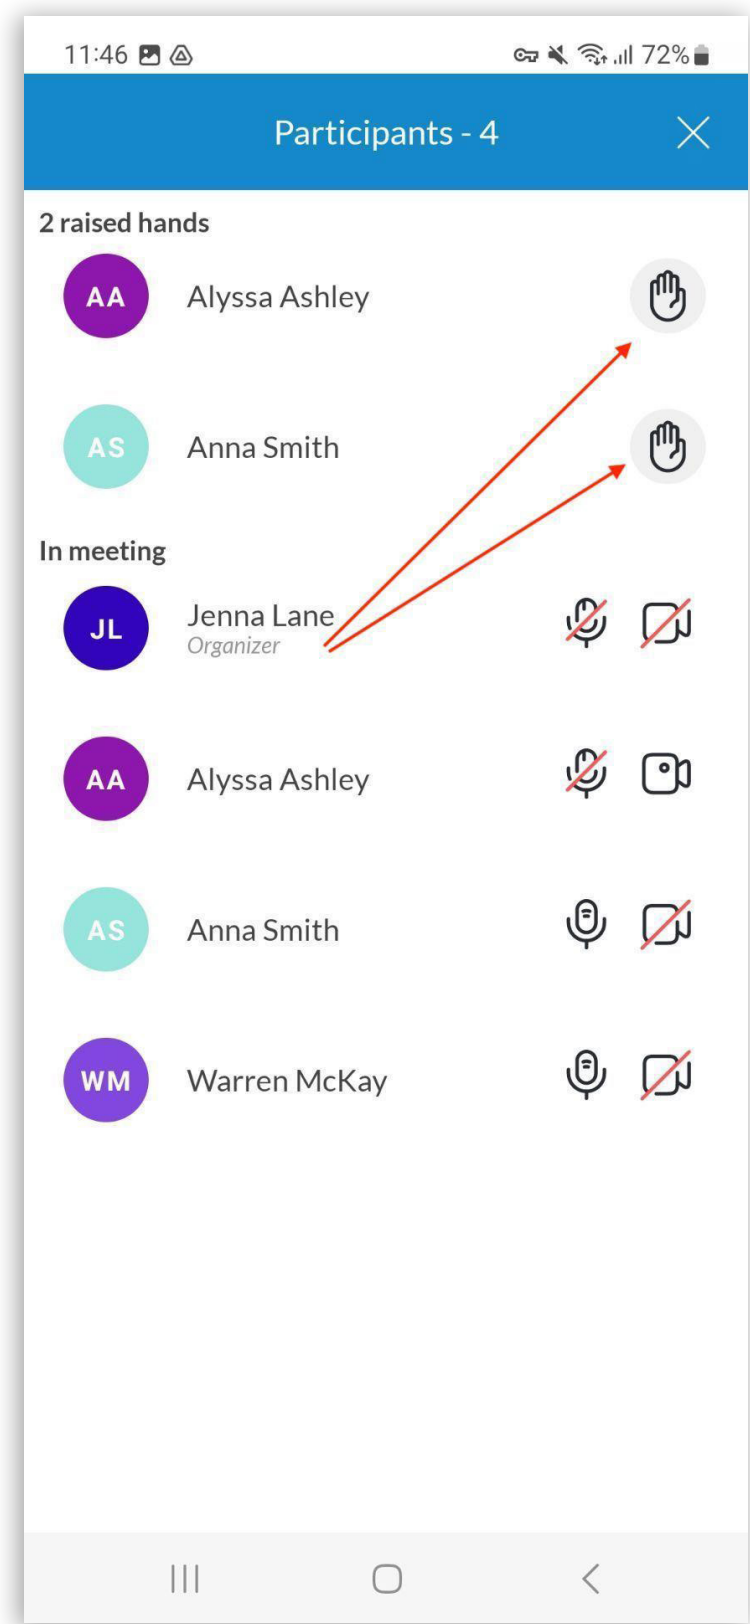 11:46 72%
Participants - 4
2 raised hands
AA Alyssa Ashley
AS Anna Smith
In meeting
JL Jenna Lane
Organizer
AA Alyssa Ashley
AS Anna Smith
WM Warren McKay